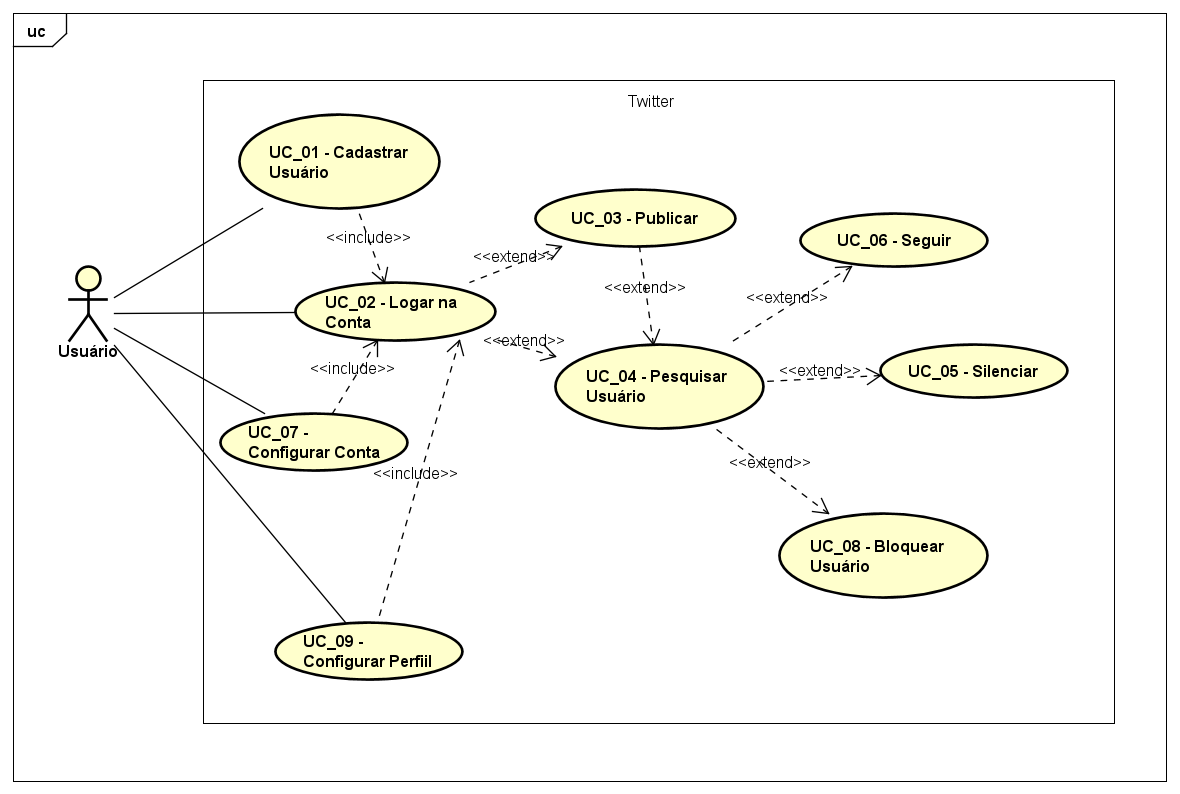 uc
Twitter
UC_01 - Cadastrar
Usuário
<<include>>
UC_03 - Publicar
<<extend>>
UC_06 - Seguir
UC_02 - Logar na
Conta
<<extend>>
<<extend>>
<<extend>>
Usuário
<<include>>
UC_04 - Pesquisar
Usuário
<<extend>>
UC_05 - Silenciar
UC_07 -
Configurar Conta
<<include>>
<<extend>>
UC_08 - Bloquear
Usuário
UC_09 -
Configurar Perfiil